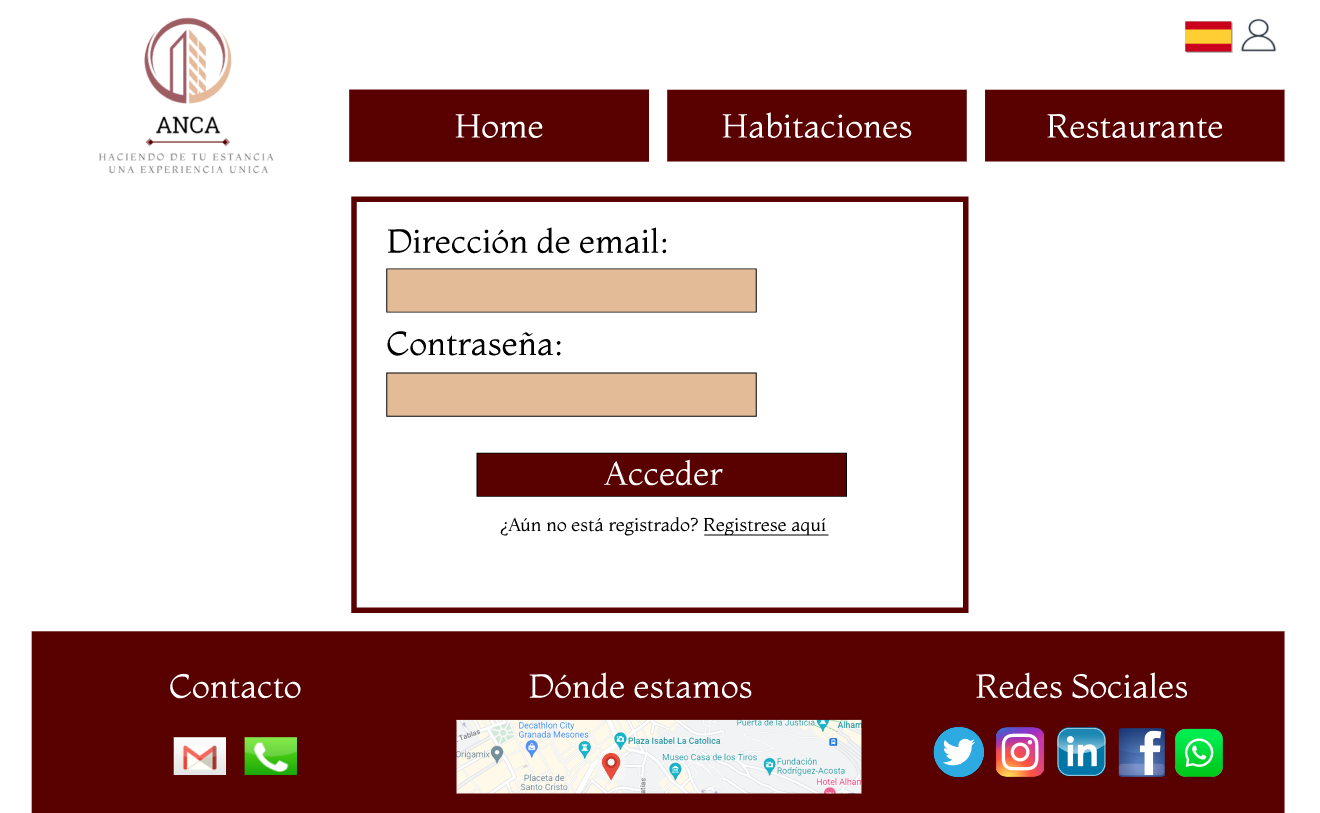 ANCA
HACIENDO DE TU ESTANCIA
UNA EXPERIENCIA UNICA
Home
Habitaciones
Restaurante
Dirección de email:
Contraseña:
Acceder
¿Aún no está registrado? Registrese aquí
Contacto
Dónde estamos
Redes Sociales
Tablas
Decathlon City
Granada Mesones
Puerta de la Justicia
Alham
Plaza Isabel La Catolica
Origamix
Museo Casa de los Tiros
Fundación
Rodríguez-Acosta
Placeta de
Santo Cristo
Hotel Alham
in
f